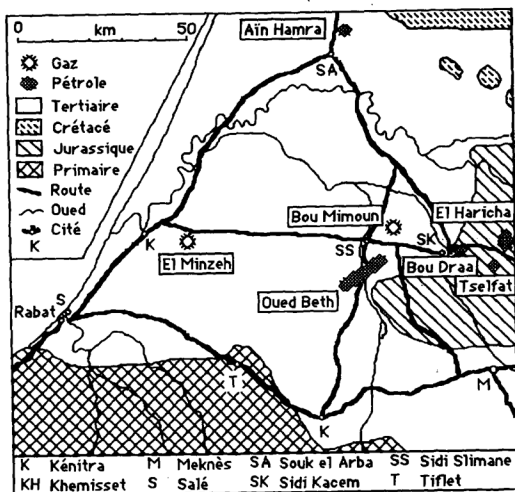 0 km 50
Gaz
Pétrole
Tertiaire
Crétacé
Jurassique
Primaire
Route
Oued
Cité
K
Aïn Hamra
SA
Bou Mimoun
El Haricha
K
El Minzeh
SS
SK
Bou Draa
Tselfat
Oued Beth
S
Rabat
T
M
K
K Kénitra M Meknès SA Souk el Arba SS Sidi Slimane
KH Khemisset S Salé SK Sidi Kacem T Tiflet